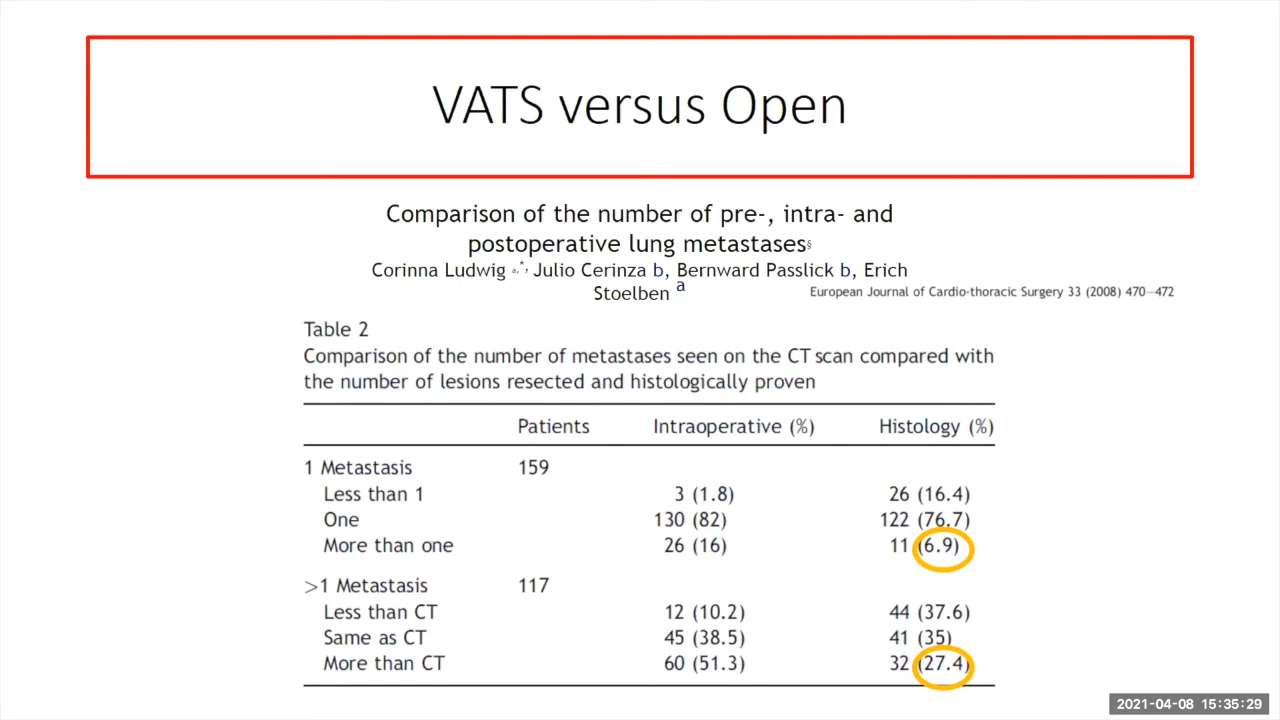 VATS versus Open
Comparison of the number of pre-, intra- and
postoperative lung metastases§
Corinna Ludwig a,*, Julio Cerinza b, Bernward Passlick b, Erich
Stoelben a
European Journal of Cardio-thoracic Surgery 33 (2008) 470—472
Table 2
Comparison of the number of metastases seen on the CT scan compared with
the number of lesions resected and histologically proven
Patients Intraoperative (%) Histology (%)
1 Metastasis 159
Less than 1 3 (1.8) 26 (16.4)
One 130 (82) 122 (76.7)
More than one 26 (16) 11 (6.9)
>1 Metastasis 117
Less than CT 12 (10.2) 44 (37.6)
Same as CT 45 (38.5) 41 (35)
More than CT 60 (51.3) 32 (27.4)
2021-04-08 15:35:29